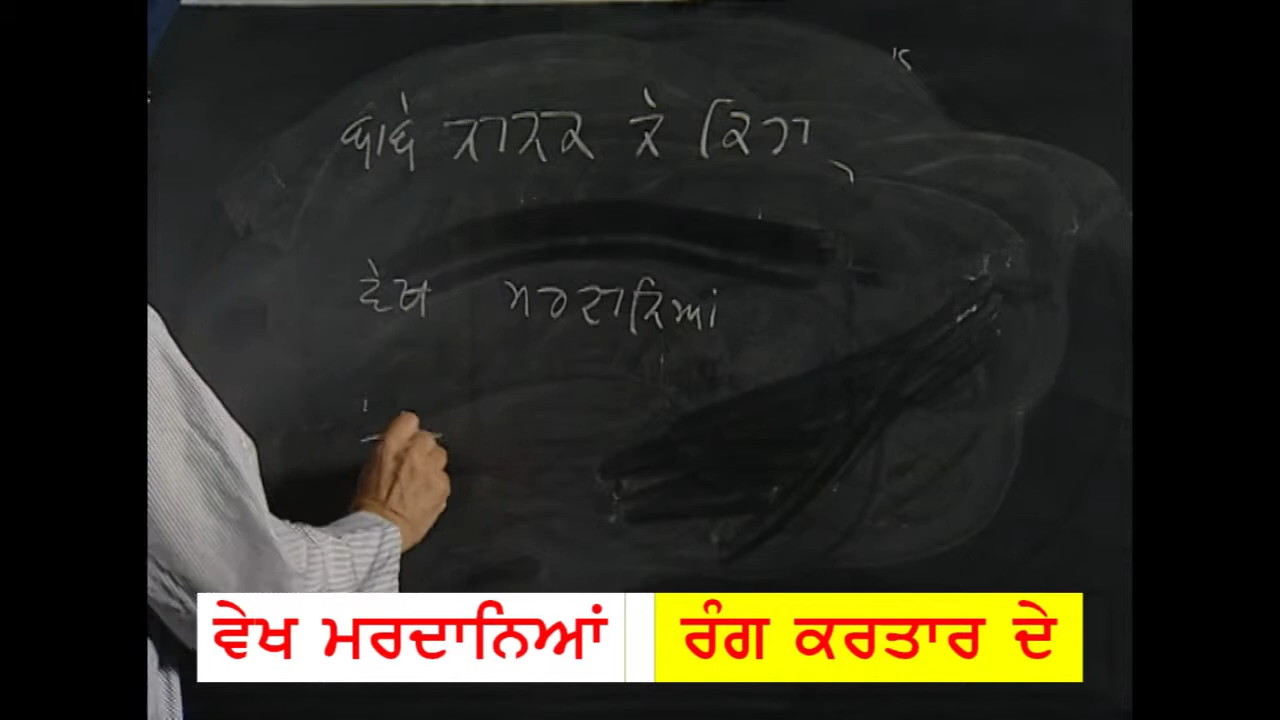 ਬਾਬੇ ਨਾਨਕ ਨੇ ਕਿਹਾ
ਵੇਖ ਮਰਦਾਨਿਆਂ
ਵੇਖ ਮਰਦਾਨਿਆਂ ਰੰਗ ਕਰਤਾਰ ਦੇ